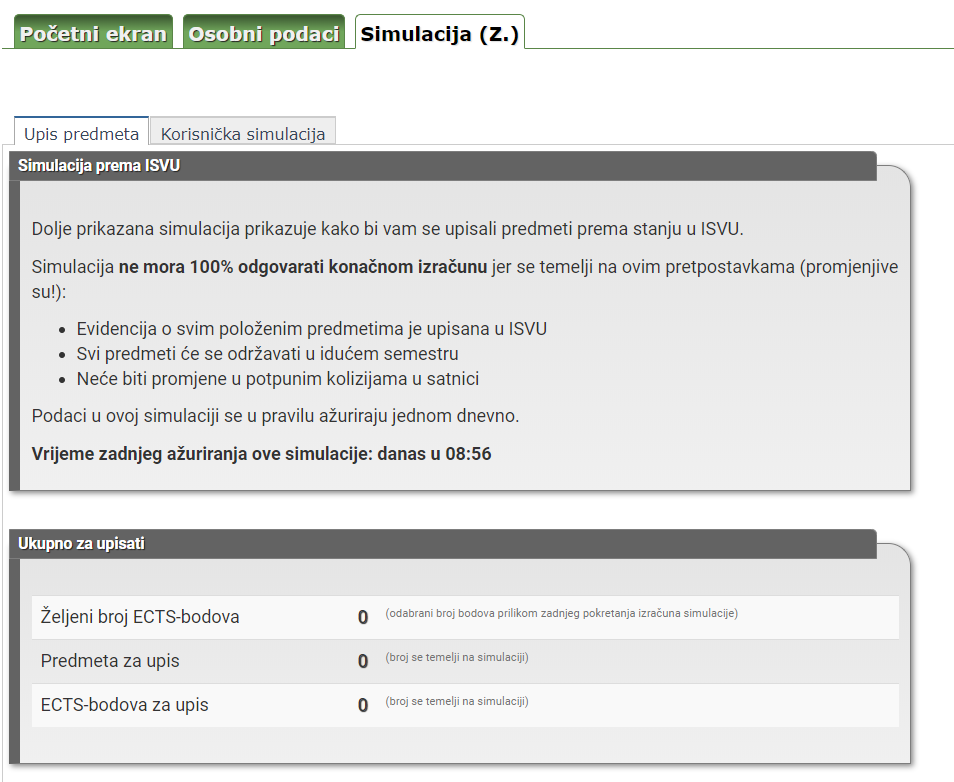 Početni ekran Osobni podaci Simulacija (Z.)
Upis predmeta Korisnička simulacija
Simulacija prema ISVU
Dolje prikazana simulacija prikazuje kako bi vam se upisali predmeti prema stanju u ISVU.
Simulacija ne mora 100% odgovarati konačnom izračunu jer se temelji na ovim pretpostavkama (promjenjive
su!):
• Evidencija o svim položenim predmetima je upisana u ISVU
• Svi predmeti će se održavati u idućem semestru
• Neće biti promjene u potpunim kolizijama u satnici
Podaci u ovoj simulaciji se u pravilu ažuriraju jednom dnevno.
Vrijeme zadnjeg ažuriranja ove simulacije: danas u 08:56
Ukupno za upisati
Željeni broj ECTS-bodova 0 (odabrani broj bodova prilikom zadnjeg pokretanja izračuna simulacije)
Predmeta za upis 0 (broj se temelji na simulaciji)
ECTS-bodova za upis 0 (broj se temelji na simulaciji)